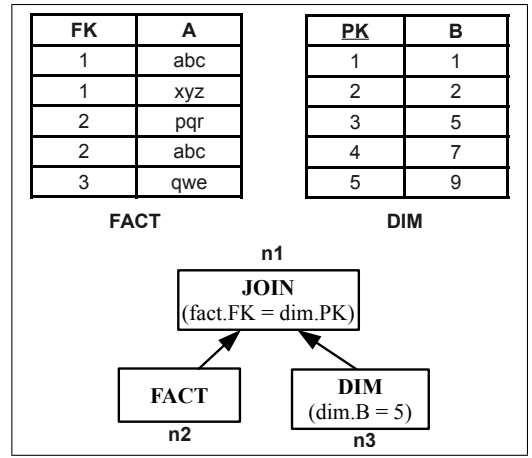 FK A
1 abc
1 xyz
2 pqr
2 abc
3 qwe
FACT
PK B
1 1
2 2
3 5
4 7
5 9
DIM
n1
JOIN
(fact.FK = dim.PK)
FACT
n2
DIM
(dim.B = 5)
n3